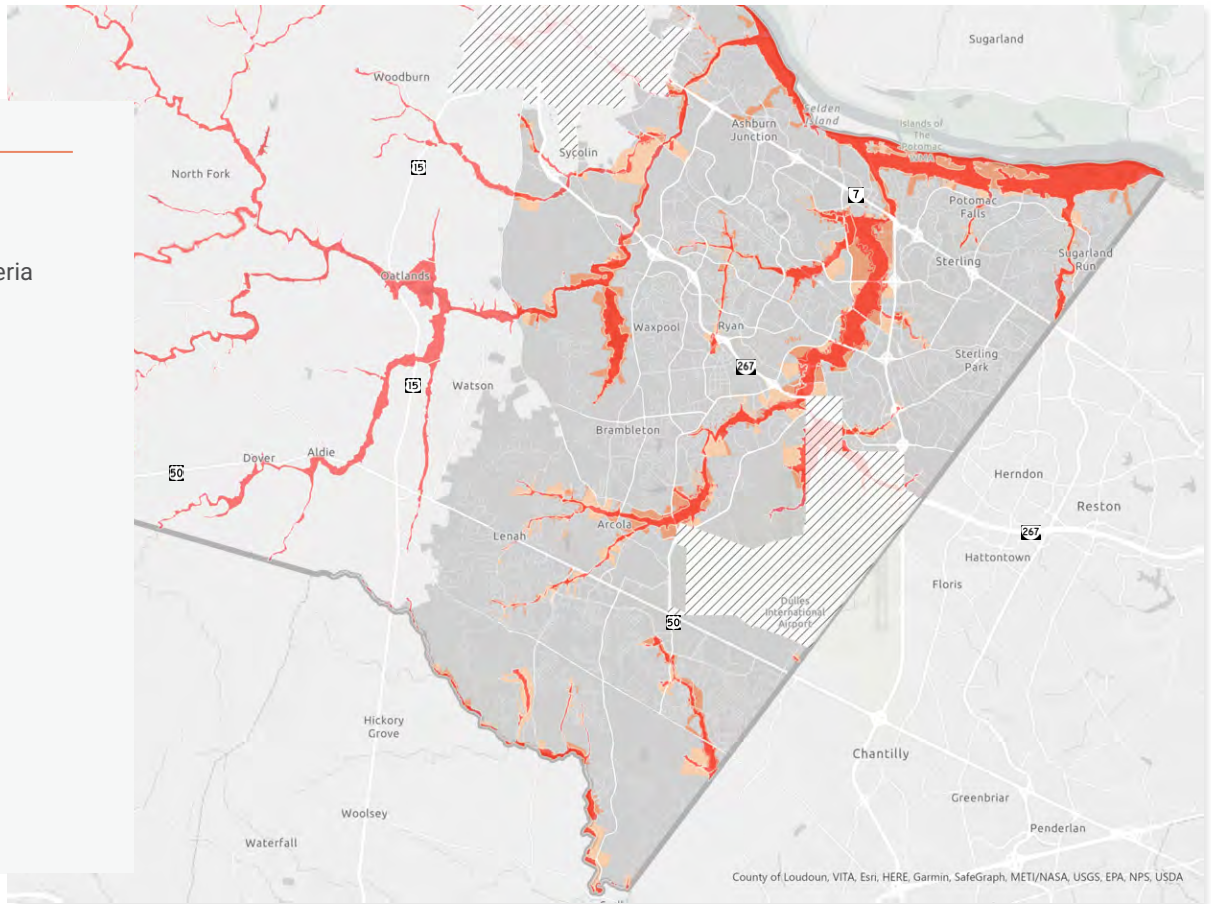 eria
Sugarland
Woodburn
Selden
Island
Islands of
The
Potomac
WMA
Ashburn
Junction
Sycolin
15
North Fork
7
Potomac
Falls
Sterling
Sugarland
Run
Oatlands
Waxpool
Ryan
Sterling
Park
267
15
Watson
Brambleton
Dover
Aldie
50
Herndon
Reston
Arcola
Lenah
267
Hattontown
Floris
Dulles
International
Airport
50
Hickory
Grove
Chantilly
Woolsey
Greenbriar
Penderlan
Waterfall
County of Loudoun, VITA, Esri, HERE, Garmin, SafeGraph, METI/NASA, USGS, EPA, NPS, USDA